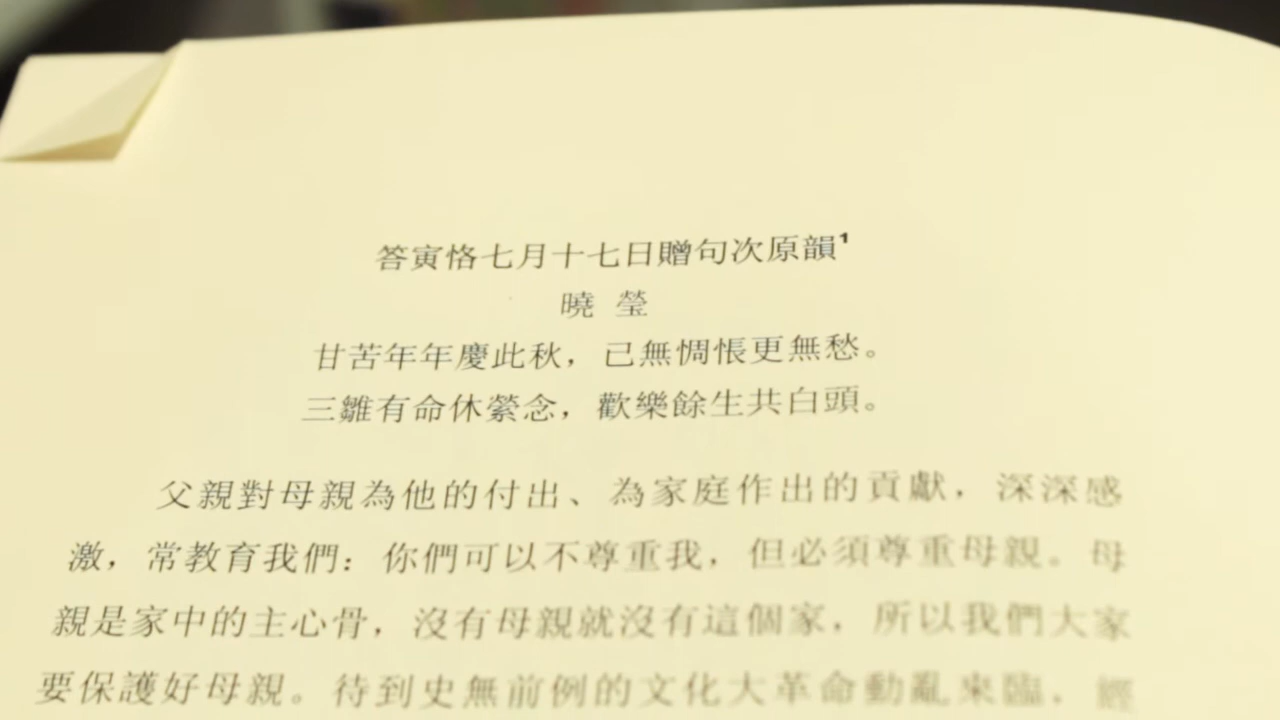 答寅恪七月十七日贈句次原韻¹
曉 瑩
甘苦年年慶此秋，已無惆悵更無愁。
三雛有命休縈念，歡樂餘生共白頭。
父親對母親為他的付出、為家庭作出的貢獻，深深感
激，常教育我們：你們可以不尊重我，但必須尊重母親。母
親是家中的主心骨，沒有母親就沒有這個家，所以我們大家
要保護好母親。待到史無前例的文化大革命動亂來臨，經